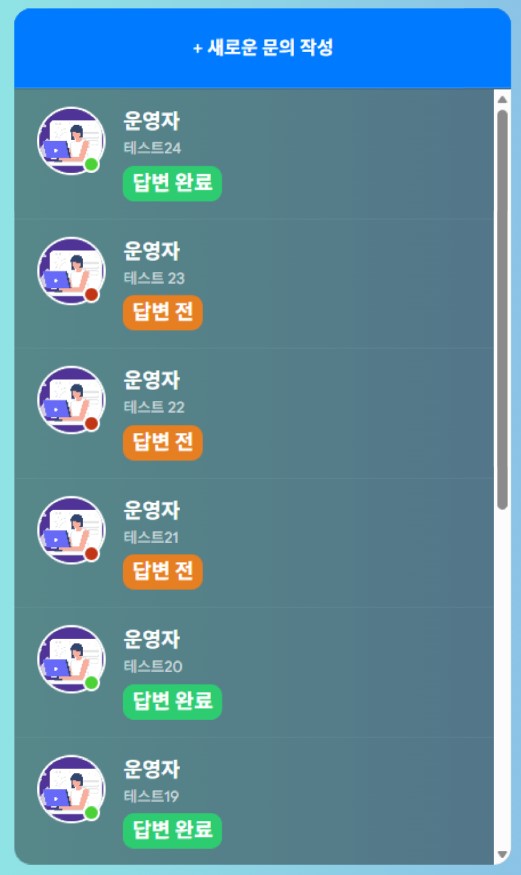 + 새로운 문의 작성
운영자
테스트24
답변 완료
운영자
테스트 23
답변 전
운영자
테스트 22
답변 전
운영자
테스트21
답변 전
운영자
테스트20
답변 완료
운영자
테스트19
답변 완료